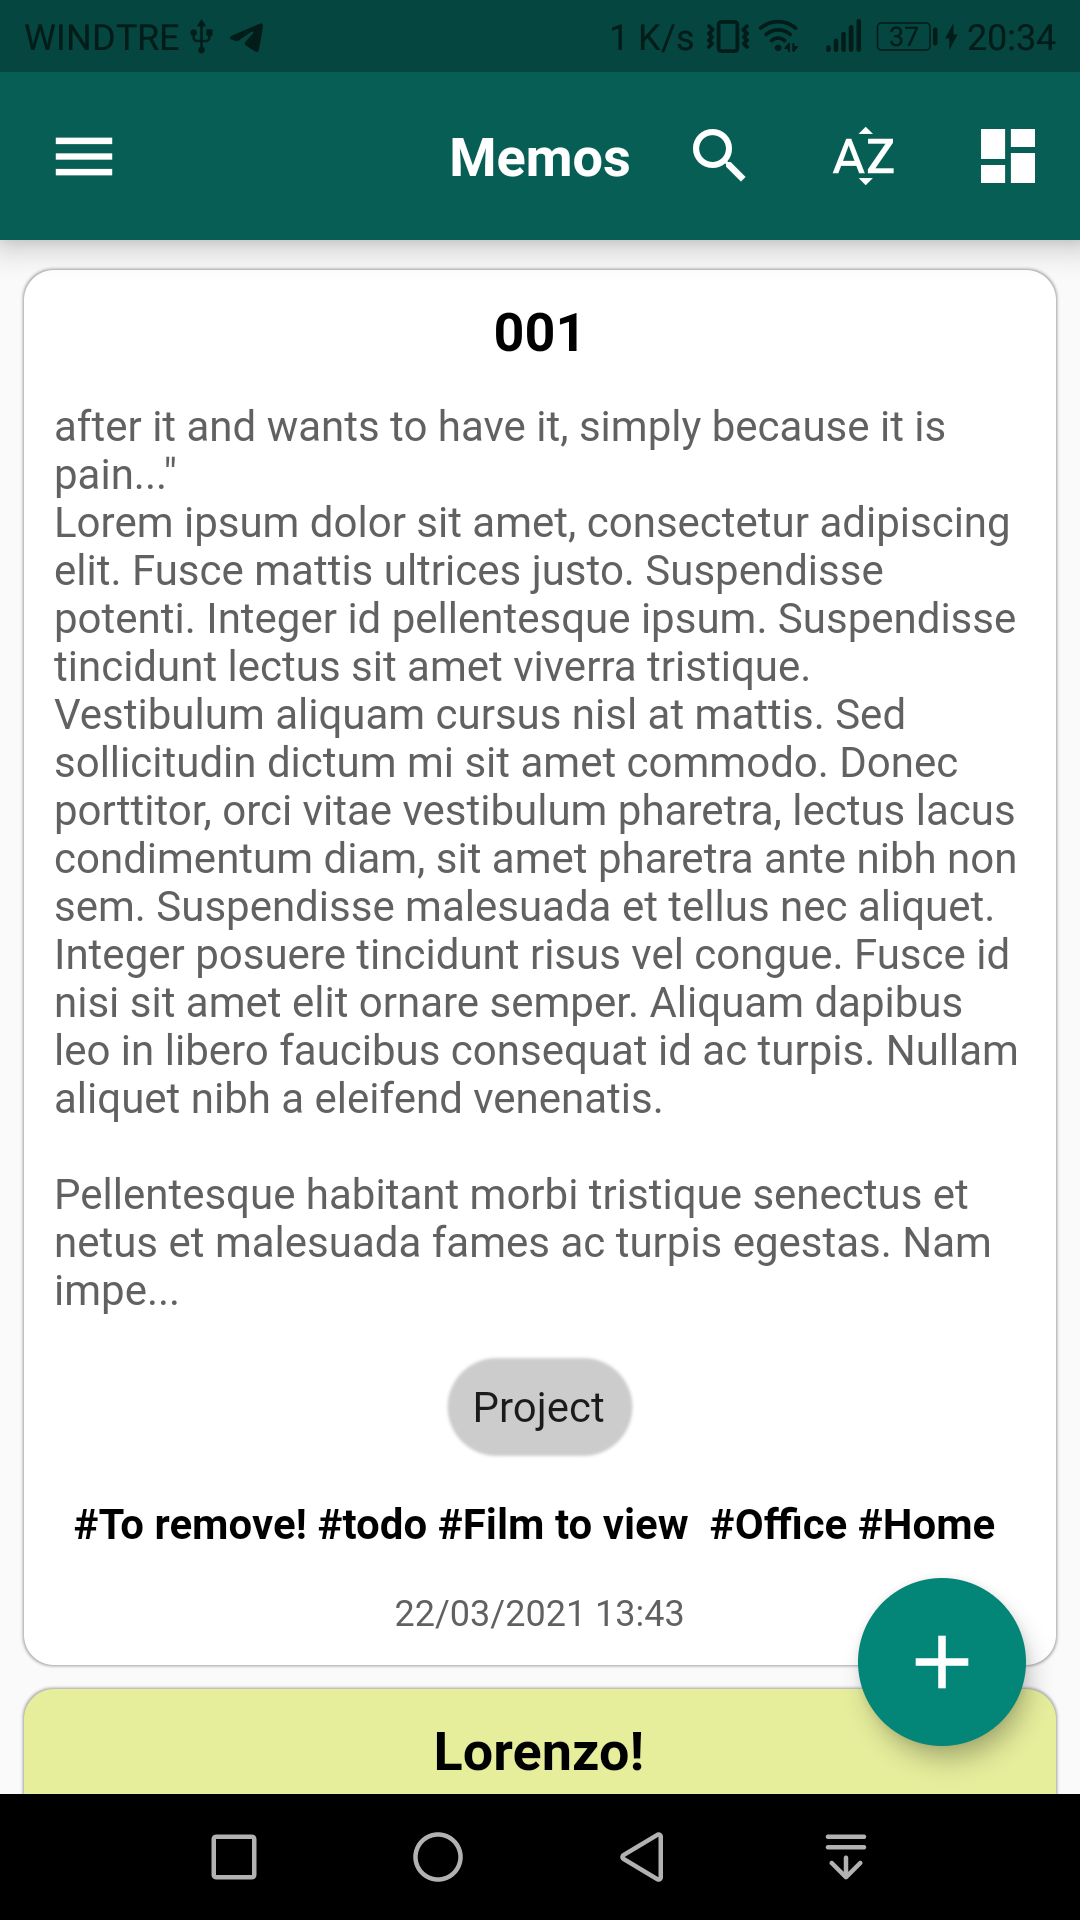 WINDTRE 1 K/s 37 20:34
Memos AZ
001
after it and wants to have it, simply because it is
pain..."
Lorem ipsum dolor sit amet, consectetur adipiscing
elit. Fusce mattis ultrices justo. Suspendisse
potenti. Integer id pellentesque ipsum. Suspendisse
tincidunt lectus sit amet viverra tristique.
Vestibulum aliquam cursus nisl at mattis. Sed
sollicitudin dictum mi sit amet commodo. Donec
porttitor, orci vitae vestibulum pharetra, lectus lacus
condimentum diam, sit amet pharetra ante nibh non
sem. Suspendisse malesuada et tellus nec aliquet.
Integer posuere tincidunt risus vel congue. Fusce id
nisi sit amet elit ornare semper. Aliquam dapibus
leo in libero faucibus consequat id ac turpis. Nullam
aliquet nibh a eleifend venenatis.
Pellentesque habitant morbi tristique senectus et
netus et malesuada fames ac turpis egestas. Nam
impe...
Project
#To remove! #todo #Film to view #Office #Home
22/03/2021 13:43
Lorenzo!